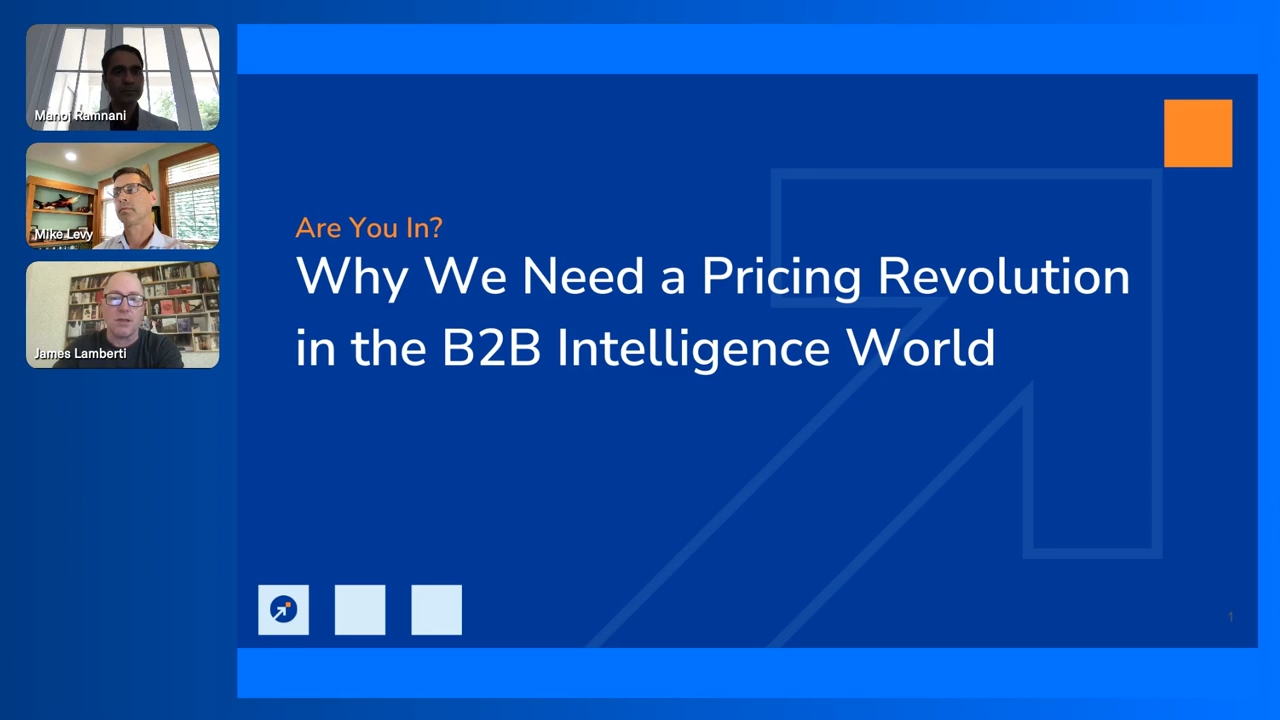 Manoj Ramnani
Mike Levy
James Lamberti
Are You In?
Why We Need a Pricing Revolution
in the B2B Intelligence World
1